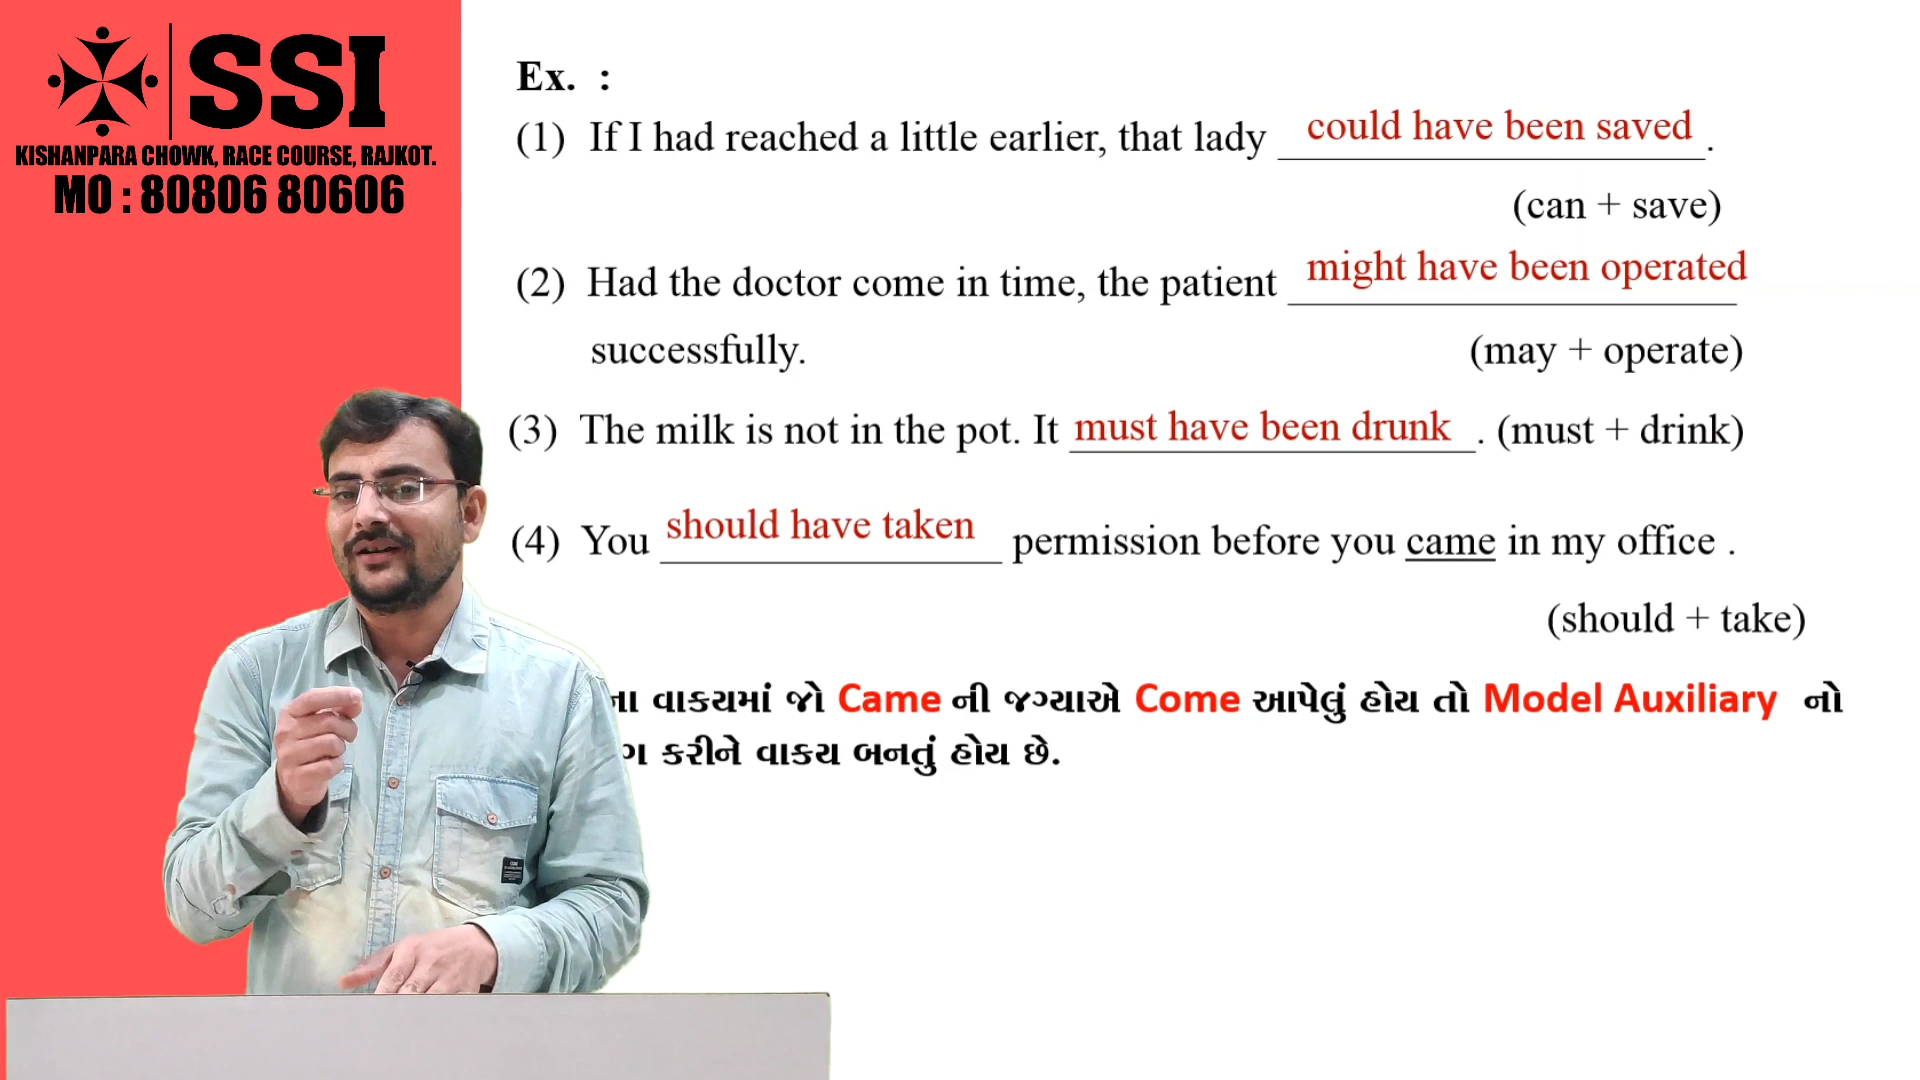 SSI
KISHANPARA CHOWK, RACE COURSE, RAJKOT.
MO : 80806 80606
Ex. :
(1) If I had reached a little earlier, that lady could have been saved.
(can + save)
(2) Had the doctor come in time, the patient might have been operated
successfully. (may + operate)
(3) The milk is not in the pot. It must have been drunk. (must + drink)
(4) You should have taken permission before you came in my office .
(should + take)
વાકયમાં જો Came ની જગ્યાએ Come આપેલું હોય તો Model Auxiliary નો
કરીને વાકય બનતું હોય છે.